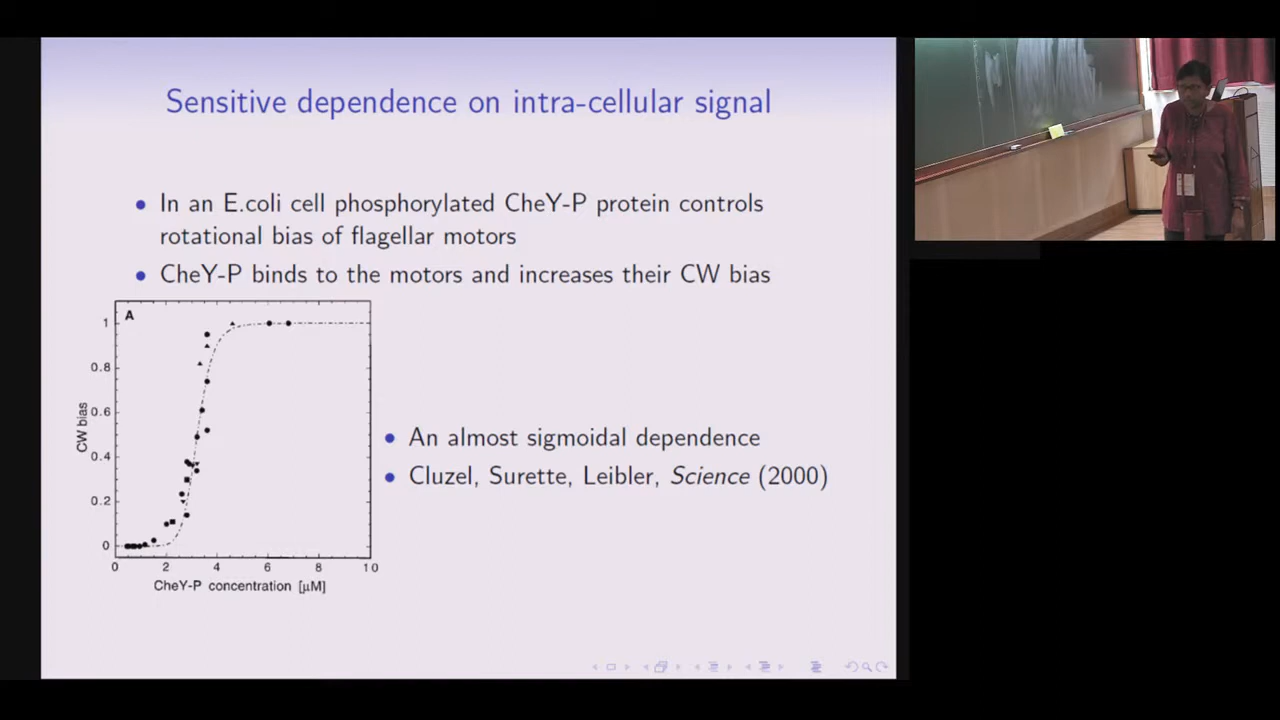 Sensitive dependence on intra-cellular signal
• In an E.coli cell phosphorylated CheY-P protein controls
rotational bias of flagellar motors
• CheY-P binds to the motors and increases their CW bias
A
1
0.8
0.6
0.4
0.2
0
CW bias
0 2 4 6 8 10
CheY-P concentration [μM]
• An almost sigmoidal dependence
• Cluzel, Surette, Leibler, Science (2000)